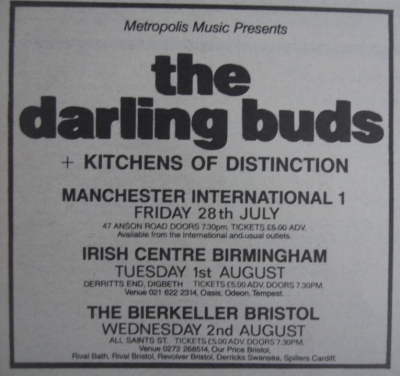 Metropolis Music Presents
the
darling buds
+ KITCHENS OF DISTINCTION
MANCHESTER INTERNATIONAL 1
FRIDAY 28th JULY
47 ANSON ROAD DOORS 7.30pm. TICKETS £5.00 ADV.
Available from the International and usual outlets.
IRISH CENTRE BIRMINGHAM
TUESDAY 1st AUGUST
DERRITTS END, DIGBETH TICKETS £5.00 ADV. DOORS 7.30PM.
Venue 021 622 2314, Oasis, Odeon, Tempest.
THE BIERKELLER BRISTOL
WEDNESDAY 2nd AUGUST
ALL SAINTS ST. TICKETS £5.00 ADV. DOORS 7.30PM.
Venue 0272 268514, Our Price Bristol,
Rival Bath, Rival Bristol, Revolver Bristol, Derricks Swansea, Spillers Cardiff